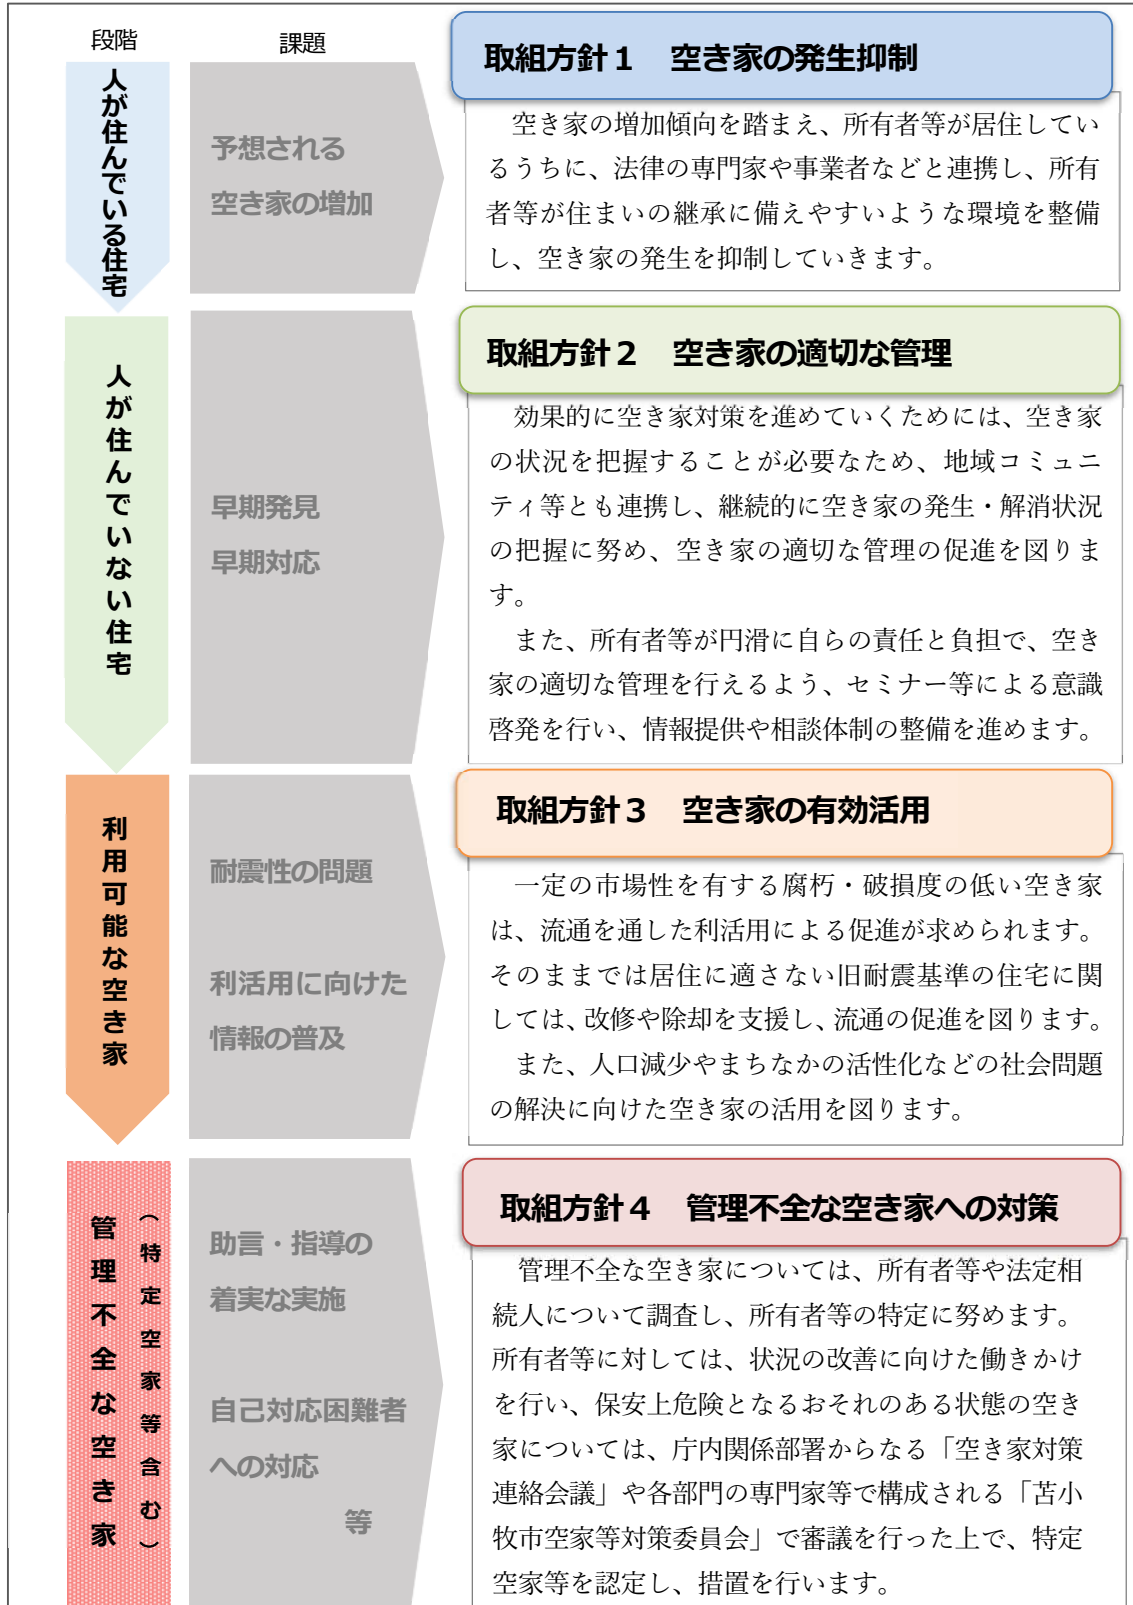 段階
課題
人が住んでいる住宅
予想される
空き家の増加
取組方針１　空き家の発生抑制
空き家の増加傾向を踏まえ、所有者等が居住してい
るうちに、法律の専門家や事業者などと連携し、所有
者等が住まいの継承に備えやすいような環境を整備
し、空き家の発生を抑制していきます。
人が住んでいない住宅
早期発見
早期対応
取組方針２　空き家の適切な管理
効果的に空き家対策を進めていくためには、空き家
の状況を把握することが必要なため、地域コミュニ
ティ等とも連携し、継続的に空き家の発生・解消状況
の把握に努め、空き家の適切な管理の促進を図りま
す。
また、所有者等が円滑に自らの責任と負担で、空き
家の適切な管理を行えるよう、セミナー等による意識
啓発を行い、情報提供や相談体制の整備を進めます。
利用可能な空き家
耐震性の問題
利活用に向けた
情報の普及
取組方針３　空き家の有効活用
一定の市場性を有する腐朽・破損度の低い空き家
は、流通を通した利活用による促進が求められます。
そのままでは居住に適さない旧耐震基準の住宅に関
しては、改修や除却を支援し、流通の促進を図ります。
また、人口減少やまちなかの活性化などの社会問題
の解決に向けた空き家の活用を図ります。
管理不全な空き家
（特定空家等含む）
助言・指導の
着実な実施
自己対応困難者
への対応
等
取組方針４　管理不全な空き家への対策
管理不全な空き家については、所有者等や法定相
続人について調査し、所有者等の特定に努めます。
所有者等に対しては、状況の改善に向けた働きかけ
を行い、保安上危険となるおそれのある状態の空き
家については、庁内関係部署からなる「空き家対策
連絡会議」や各部門の専門家等で構成される「苫小
牧市空家等対策委員会」で審議を行った上で、特定
空家等を認定し、措置を行います。